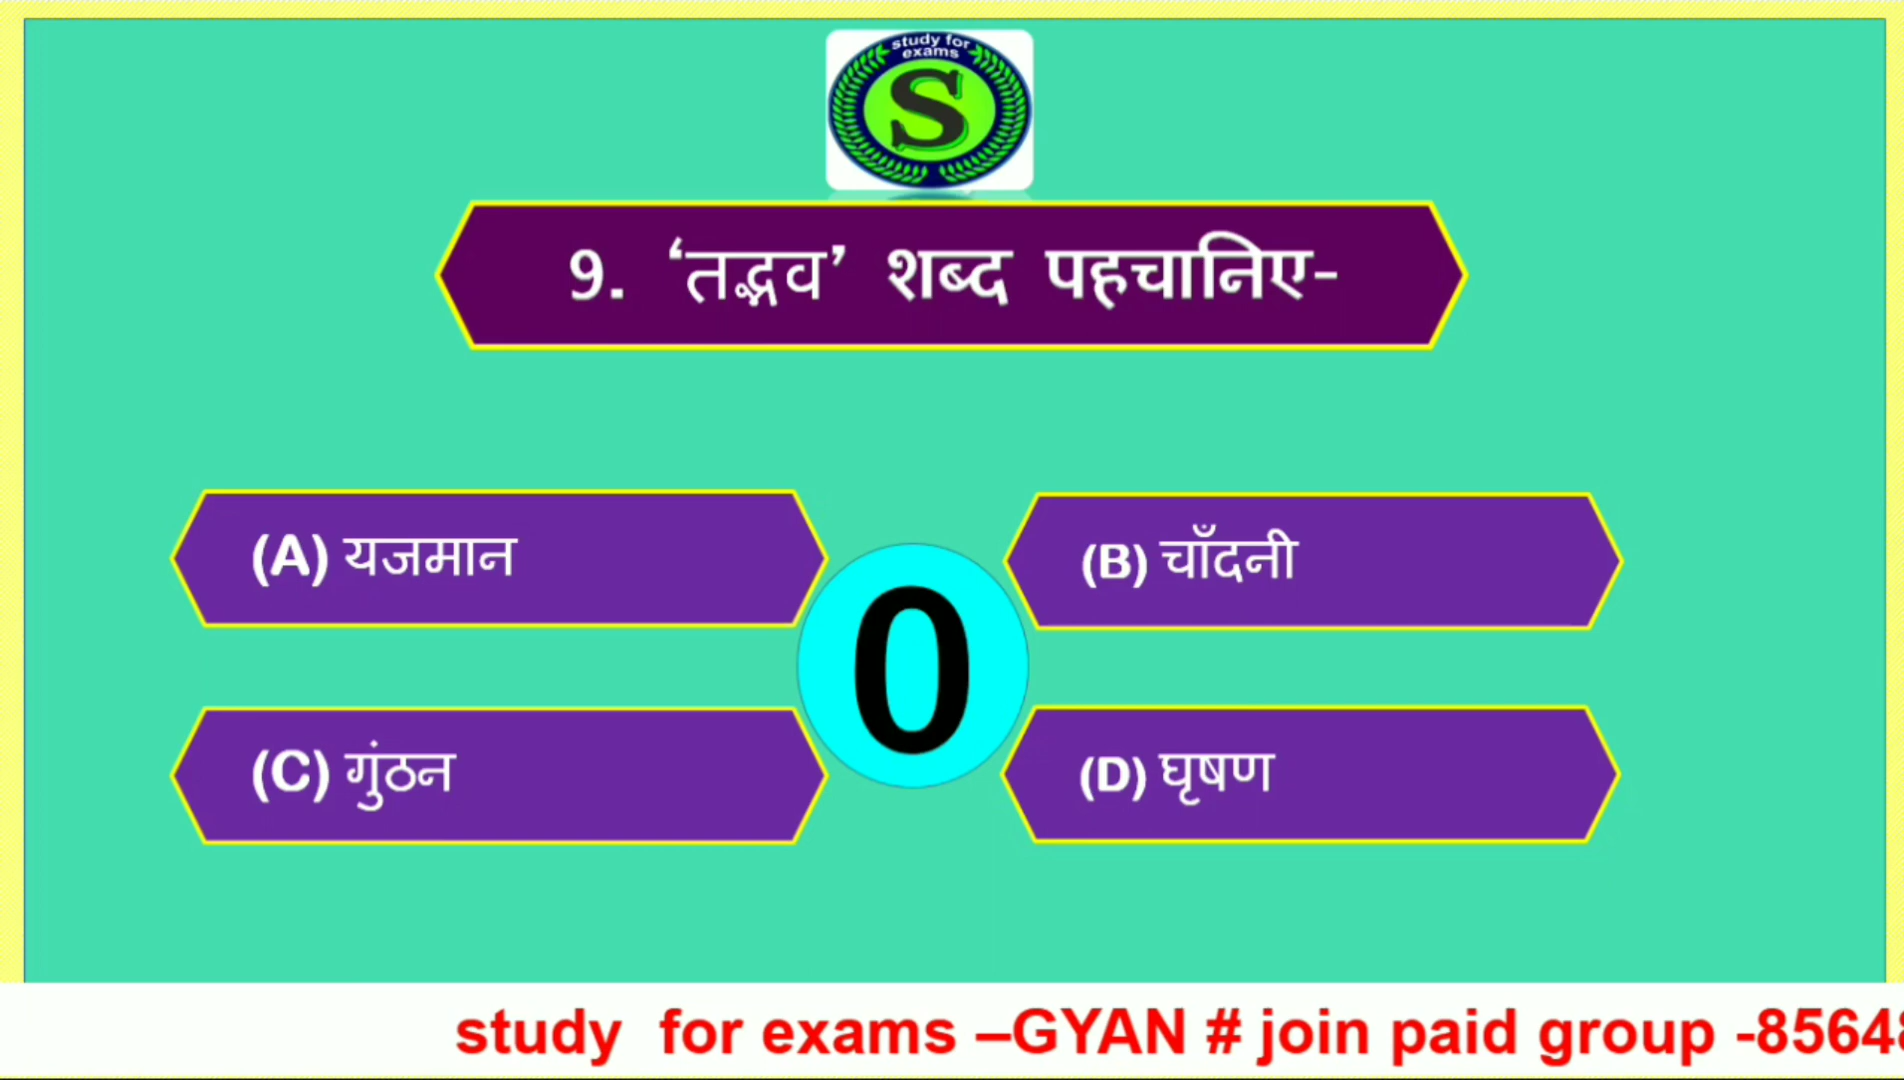 study for
exams
S
9. ‘तद्भव’ शब्द पहचानिए-
(A) यजमान
(B) चाँदनी
0
(C) गुंठन
(D) घृषण
study for exams –GYAN # join paid group -8564